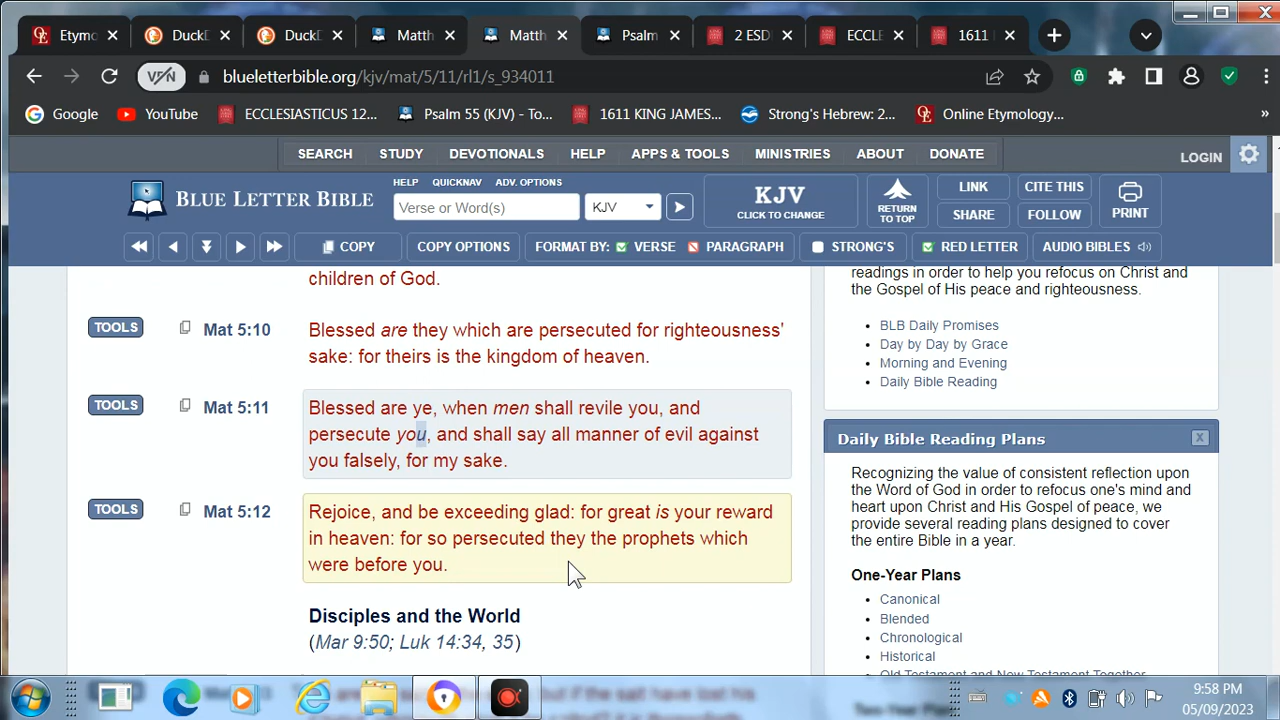 Etymo
DuckD
DuckD
Matth
Matth
Psalm
2 ESD
ECCLE
1611
VPN
blueletterbible.org/kjv/mat/5/11/rl1/s_934011
Google
YouTube
ECCLESIASTICUS 12...
Psalm 55 (KJV) - To...
1611 KING JAMES...
Strong's Hebrew: 2...
Online Etymology...
»
SEARCH STUDY DEVOTIONALS HELP APPS & TOOLS MINISTRIES ABOUT DONATE
LOGIN
BLUE LETTER BIBLE
HELP QUICKNAV ADV. OPTIONS
Verse or Word(s)
KJV
KJV
CLICK TO CHANGE
RETURN
TO TOP
LINK
CITE THIS
SHARE
FOLLOW
PRINT
COPY
COPY OPTIONS
FORMAT BY: VERSE PARAGRAPH
STRONG'S
RED LETTER
AUDIO BIBLES
children of God.
TOOLS
Mat 5:10
Blessed are they which are persecuted for righteousness'
sake: for theirs is the kingdom of heaven.
TOOLS
Mat 5:11
Blessed are ye, when men shall revile you, and
persecute you, and shall say all manner of evil against
you falsely, for my sake.
TOOLS
Mat 5:12
Rejoice, and be exceeding glad: for great is your reward
in heaven: for so persecuted they the prophets which
were before you.
Disciples and the World
(Mar 9:50; Luk 14:34, 35)
readings in order to help you refocus on Christ and
the Gospel of His peace and righteousness.
BLB Daily Promises
Day by Day by Grace
Morning and Evening
Daily Bible Reading
Daily Bible Reading Plans
x
Recognizing the value of consistent reflection upon
the Word of God in order to refocus one's mind and
heart upon Christ and His Gospel of peace, we
provide several reading plans designed to cover
the entire Bible in a year.
One-Year Plans
Canonical
Blended
Chronological
Historical
Old Testament and New Testament Together
9:58 PM
05/09/2023